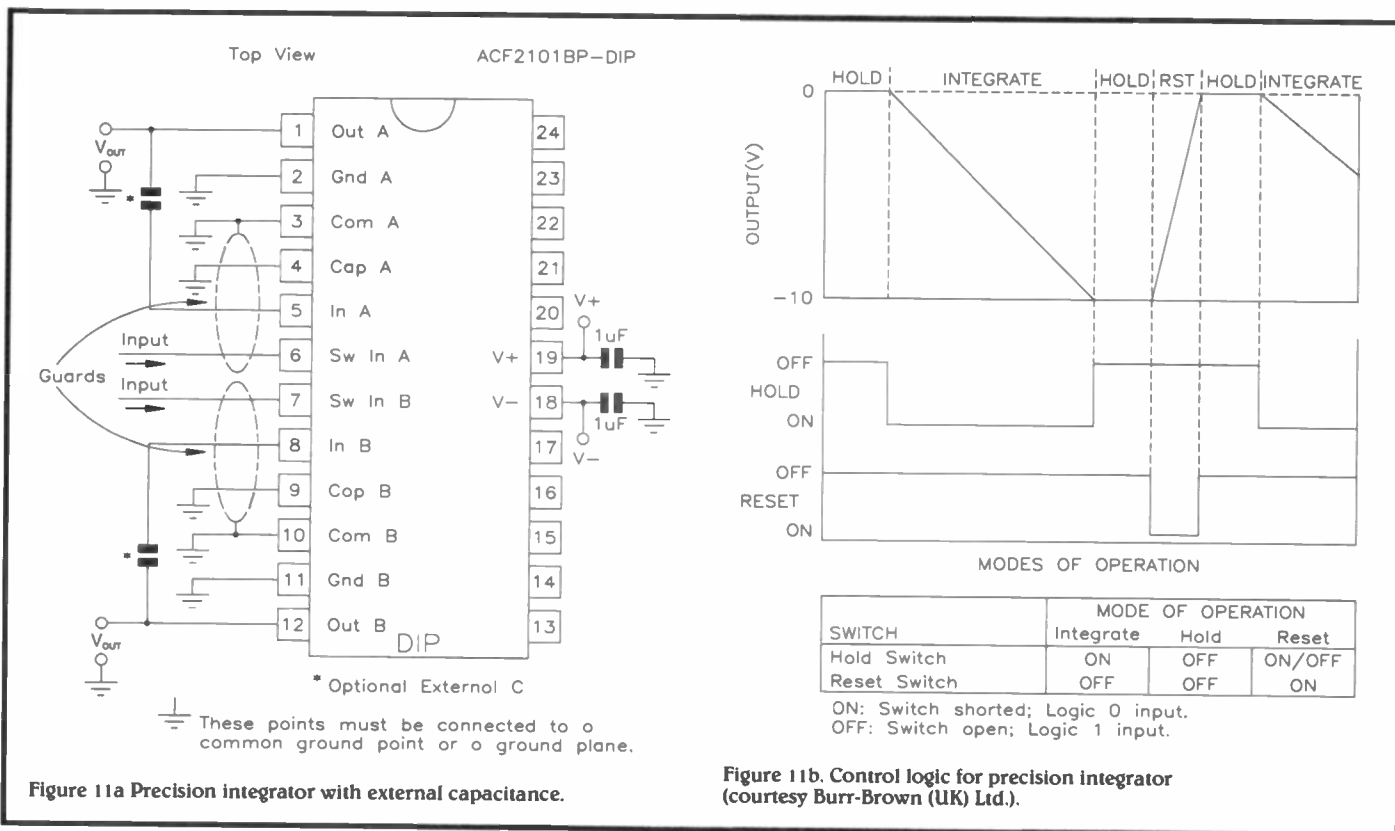 Top View
ACF2101BP-DIP
1 Out A
2 Gnd A
3 Com A
4 Cap A
5 In A
6 Sw In A
7 Sw In B
8 In B
9 Cop B
10 Com B
11 Gnd B
12 Out B
24
23
22
21
20
V+ 19
V- 18
17
16
15
14
13
DIP
VOUT
*
Guards
Input
Input
*
VOUT
V+
1uF
1uF
V-
* Optional Externol C
These points must be connected to o
common ground point or o ground plane.
Figure 11a Precision integrator with external capacitance.
HOLD INTEGRATE HOLD RST HOLD INTEGRATE
0
OUTPUT(V)
-10
OFF
HOLD
ON
OFF
RESET
ON
MODES OF OPERATION
MODE OF OPERATION
SWITCH Integrate Hold Reset
Hold Switch ON OFF ON/OFF
Reset Switch OFF OFF ON
ON: Switch shorted; Logic 0 input.
OFF: Switch open; Logic 1 input.
Figure 11b. Control logic for precision integrator
(courtesy Burr-Brown (UK) Ltd.).